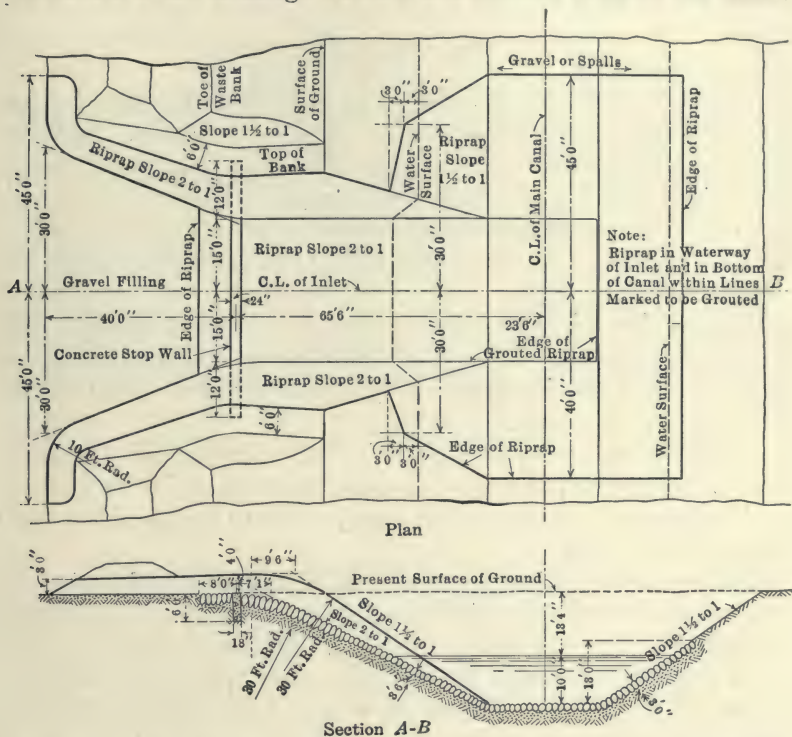 Toe of
Waste
Bank
Surface
of Ground
Gravel or Spalls
3'0"
3'0"
Slope 1½ to 1
6'0"
Top of
Bank
Riprap Slope 2 to 1
Water
Surface
Riprap
Slope
1½ to 1
C.L. of Main Canal
45'0"
Edge of Riprap
45'0"
30'0"
12'0"
15'0"
30'0"
Riprap Slope 2 to 1
Note:
Riprap in Waterway
of Inlet and in Bottom
of Canal within Lines
Marked to be Grouted
A
Gravel Filling
Edge of Riprap
C.L. of Inlet
B
24"
40'0"
65'6"
23'6"
Concrete Stop Wall
15'0"
30'0"
Edge of
Grouted Riprap
45'0"
30'0"
12'0"
Riprap Slope 2 to 1
6'0"
40'0"
Water Surface
10 Ft. Rad.
3'0"
3'0"
Edge of Riprap
Plan
8'0"
4'0"
9'6"
8'0"
7'1"
Present Surface of Ground
6'0"
18"
Slope 1½ to 1
Slope 2 to 1
30 Ft. Rad.
30 Ft. Rad.
13'4"
10'0"
13'0"
Slope 1½ to 1
3'0"
Section A-B